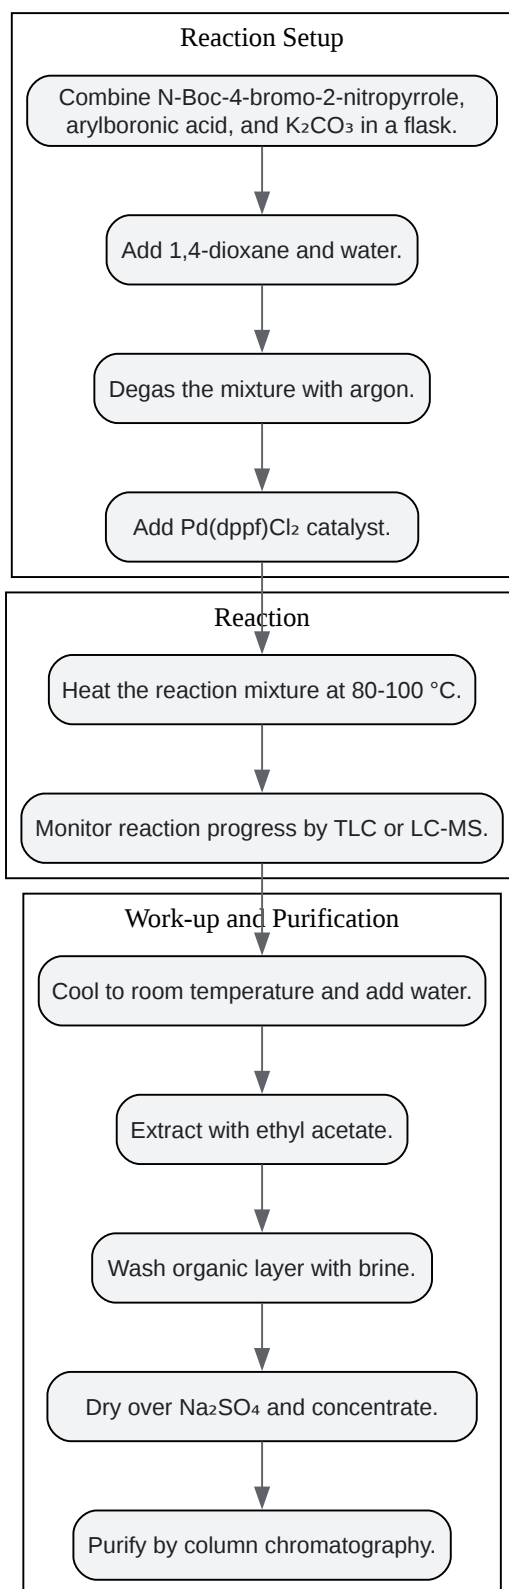 Reaction Setup
Combine N-Boc-4-bromo-2-nitropyrrole,
arylboronic acid, and K₂CO₃ in a flask.
Add 1,4-dioxane and water.
Degas the mixture with argon.
Add Pd(dppf)Cl₂ catalyst.
Reaction
Heat the reaction mixture at 80-100 °C.
Monitor reaction progress by TLC or LC-MS.
Work-up and Purification
Cool to room temperature and add water.
Extract with ethyl acetate.
Wash organic layer with brine.
Dry over Na₂SO₄ and concentrate.
Purify by column chromatography.